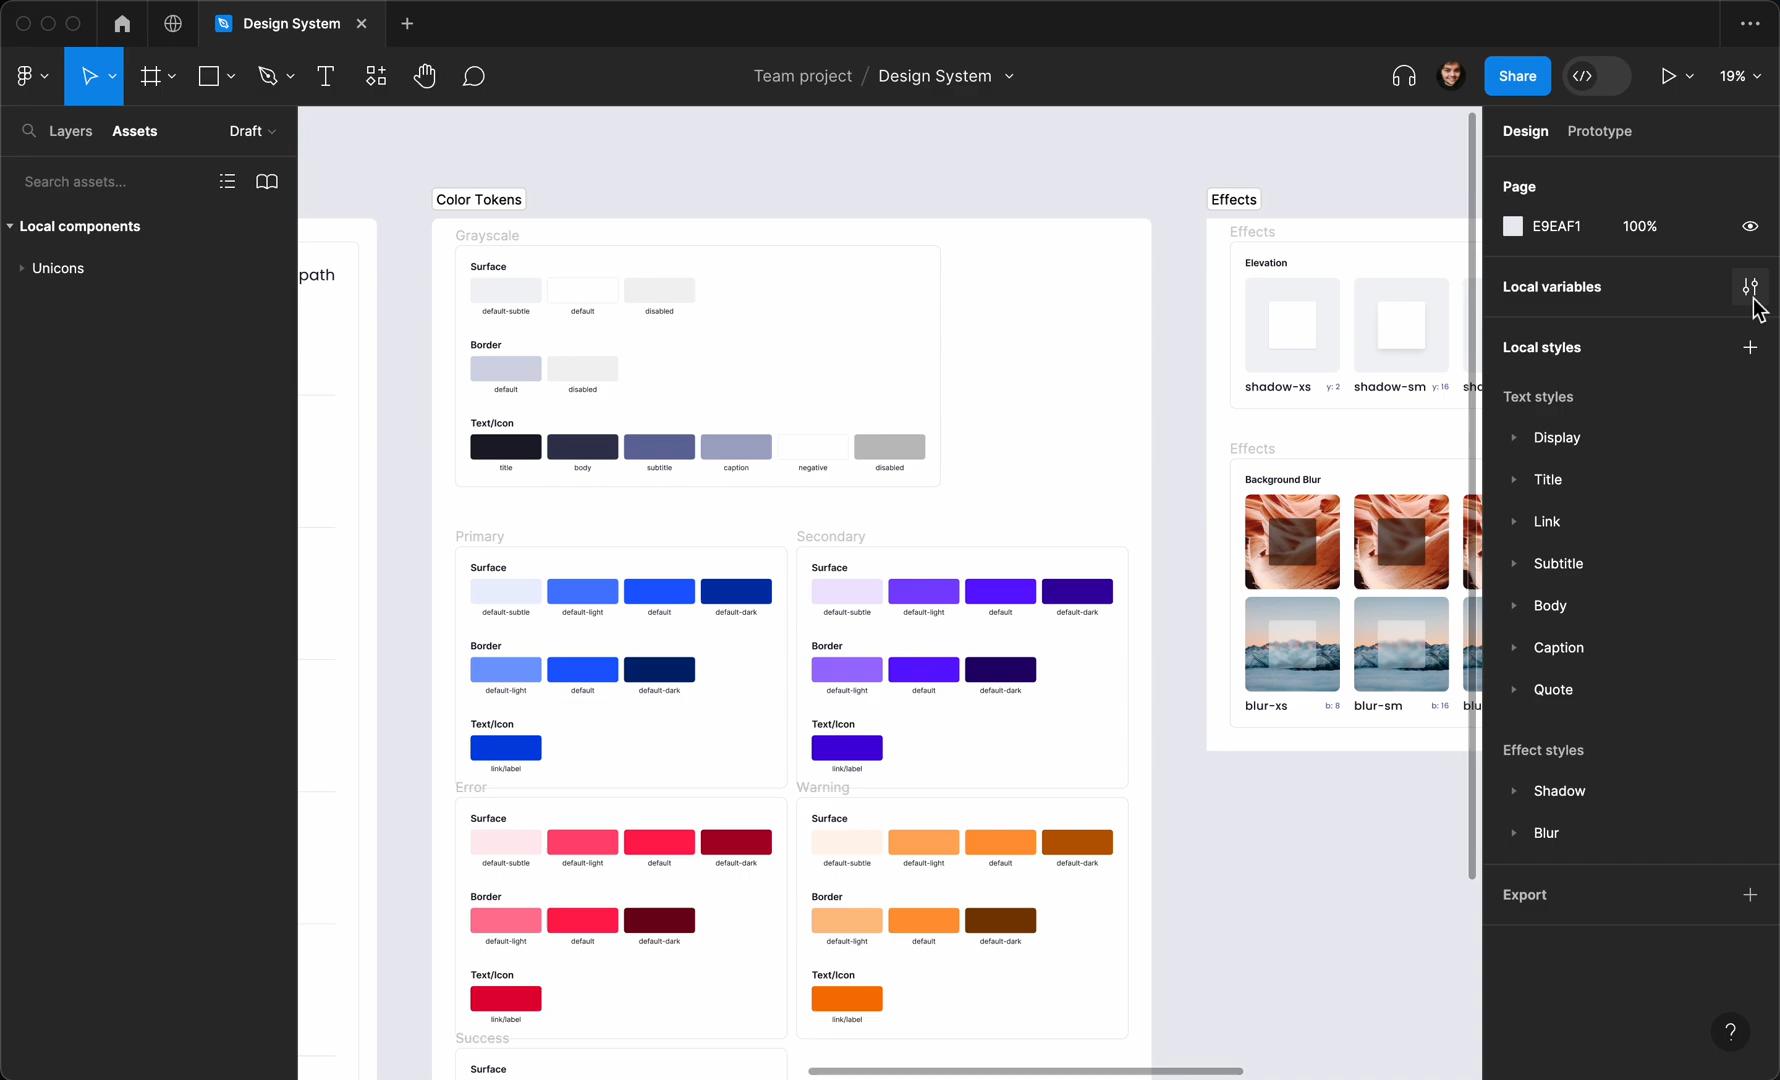 Design System
Team project / Design System
Share
19%
Layers
Assets
Draft
Search assets...
Local components
Unicons
path
Color Tokens
Grayscale
Surface
default-subtle
default
disabled
Border
default
disabled
Text/Icon
title
body
subtitle
caption
negative
disabled
Primary
Surface
default-subtle
default-light
default
default-dark
Border
default-light
default
default-dark
Text/Icon
link/label
Secondary
Surface
default-subtle
default-light
default
default-dark
Border
default-light
default
default-dark
Text/Icon
link/label
Error
Surface
default-subtle
default-light
default
default-dark
Border
default-light
default
default-dark
Text/Icon
link/label
Warning
Surface
default-subtle
default-light
default
default-dark
Border
default-light
default
default-dark
Text/Icon
link/label
Success
Surface
Effects
Effects
Elevation
shadow-xs y: 2
shadow-sm y: 16
sha
Effects
Background Blur
blur-xs b: 8
blur-sm b: 16
blu
Design
Prototype
Page
E9EAF1
100%
Local variables
Local styles
Text styles
Display
Title
Link
Subtitle
Body
Caption
Quote
Effect styles
Shadow
Blur
Export
?